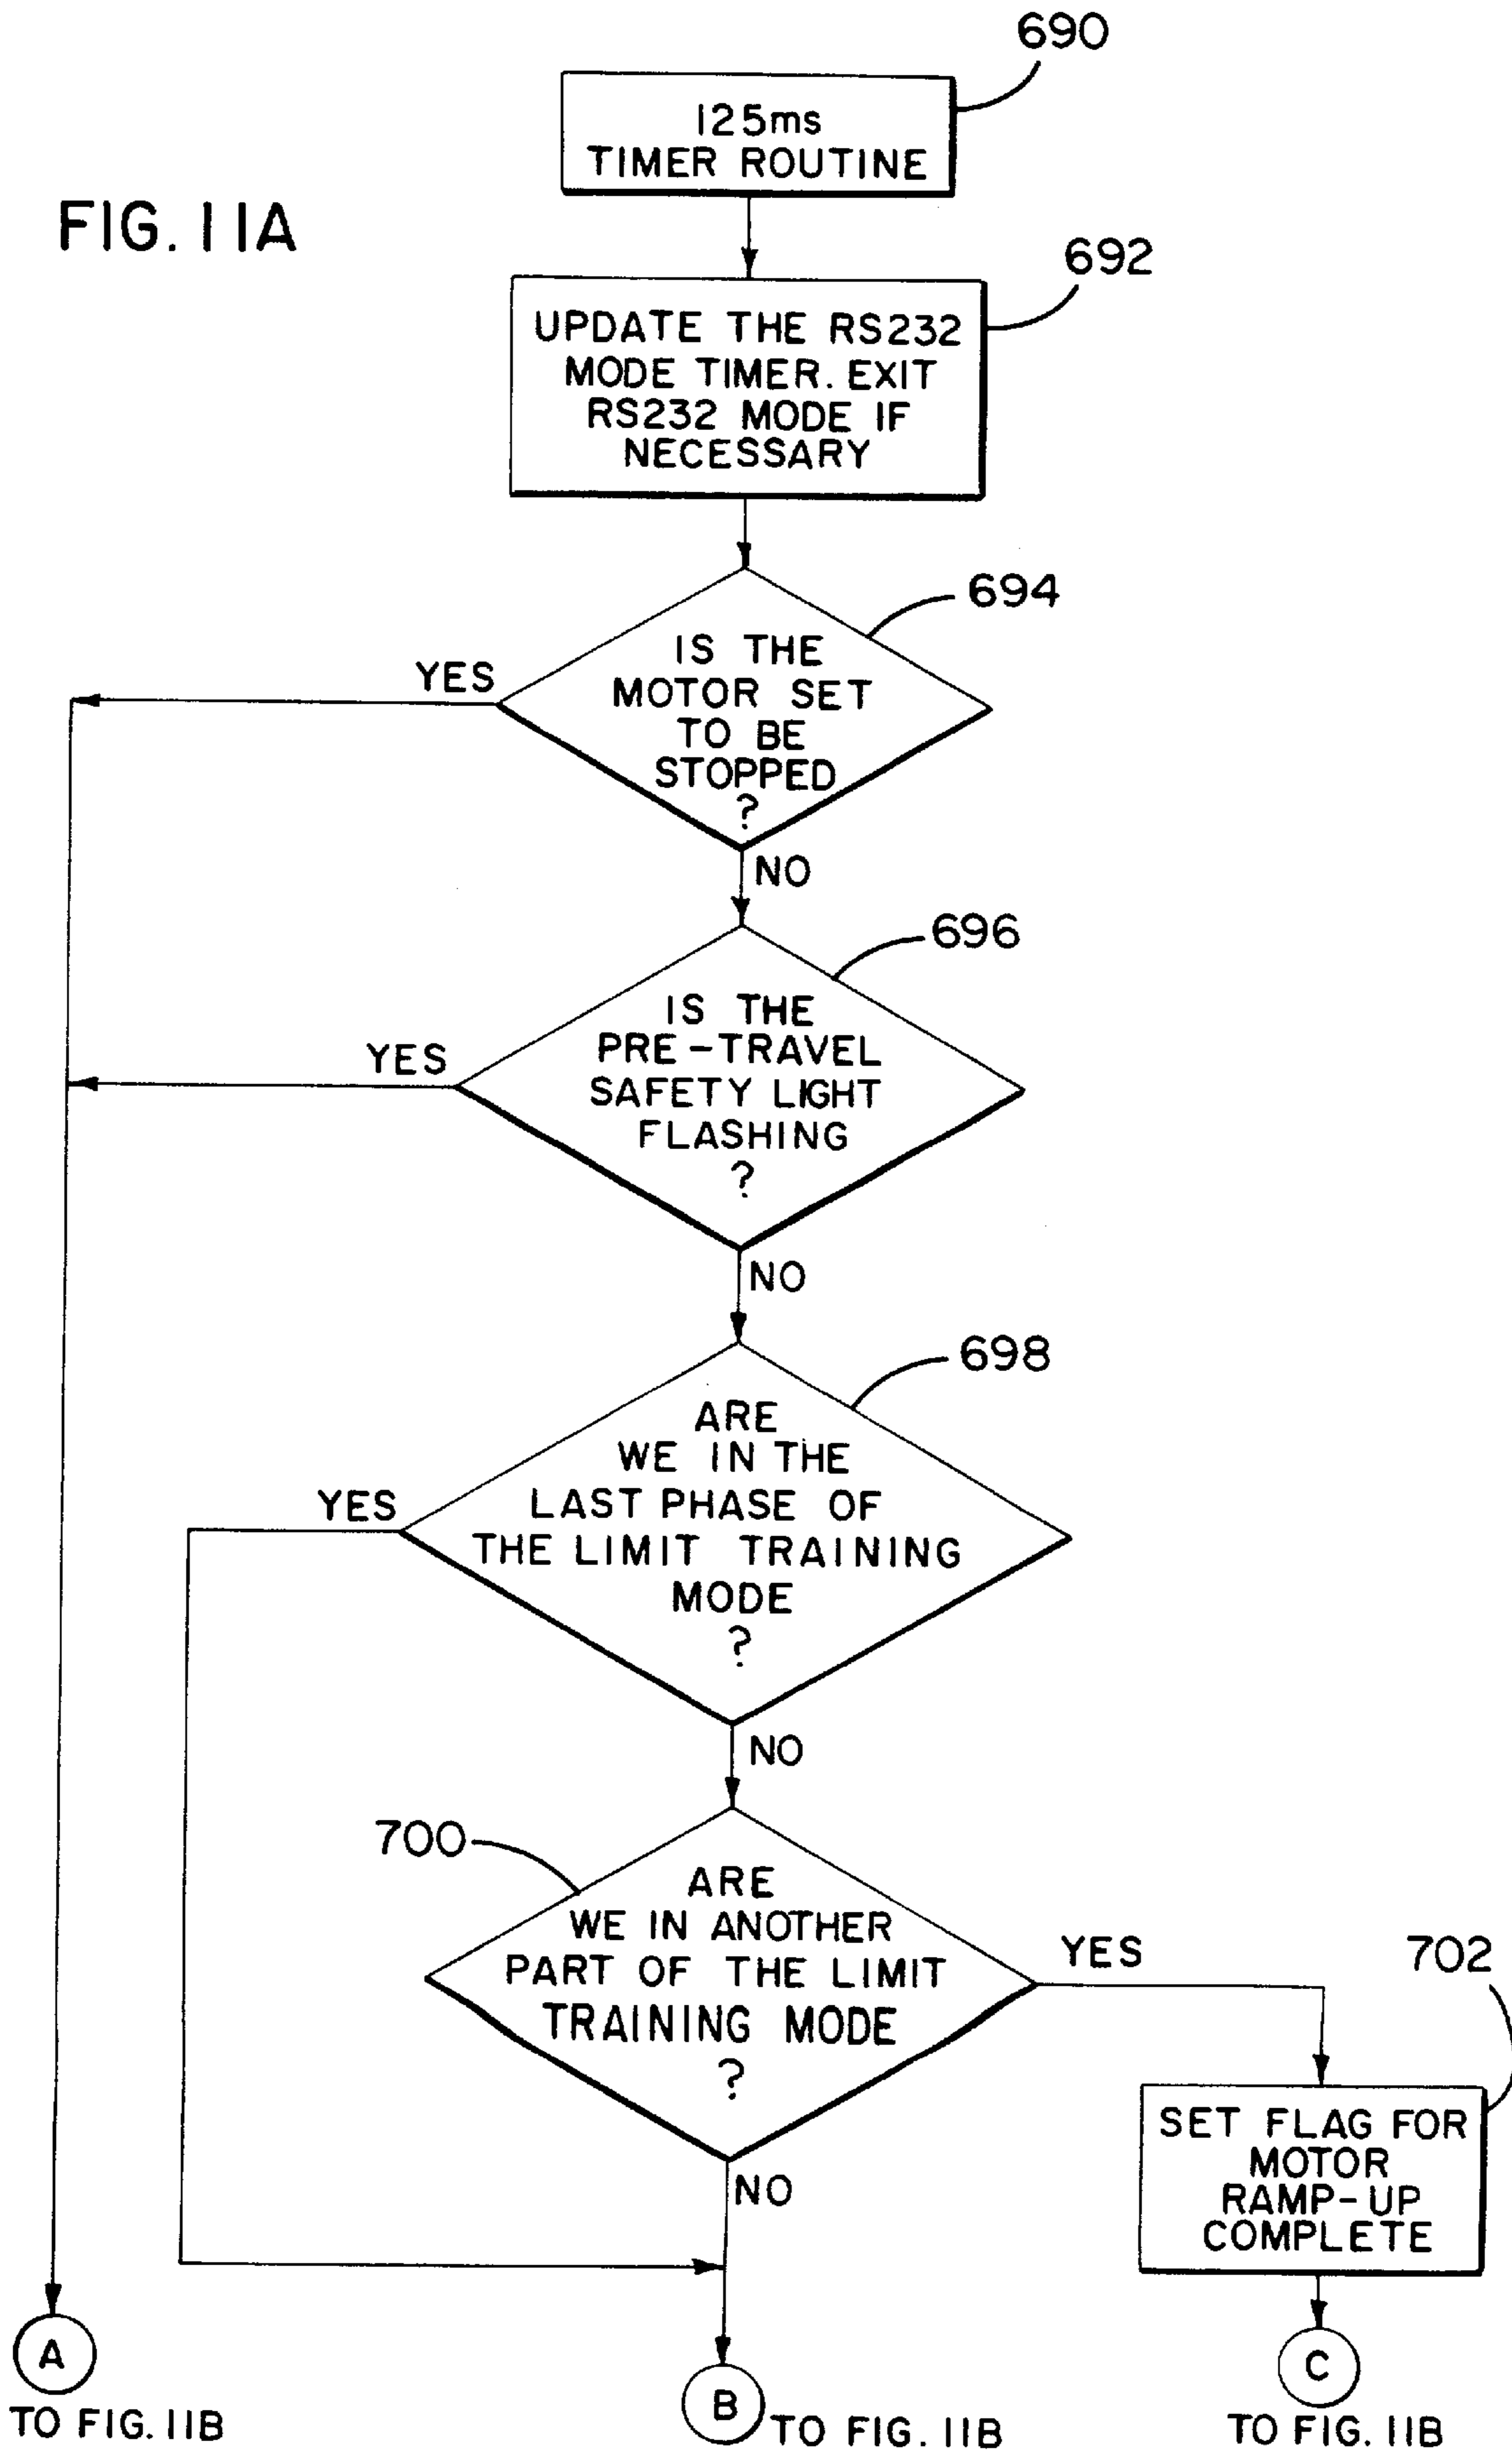 690
125ms
TIMER ROUTINE
FIG. 11A
692
UPDATE THE RS232
MODE TIMER. EXIT
RS232 MODE IF
NECESSARY
694
IS THE
MOTOR SET
TO BE
STOPPED
?
YES
NO
696
IS THE
PRE-TRAVEL
SAFETY LIGHT
FLASHING
?
YES
NO
698
ARE
WE IN THE
LAST PHASE OF
THE LIMIT TRAINING
MODE
?
YES
NO
700
ARE
WE IN ANOTHER
PART OF THE LIMIT
TRAINING MODE
?
YES
702
NO
SET FLAG FOR
MOTOR
RAMP-UP
COMPLETE
A
TO FIG. 11B
B
TO FIG. 11B
C
TO FIG. 11B